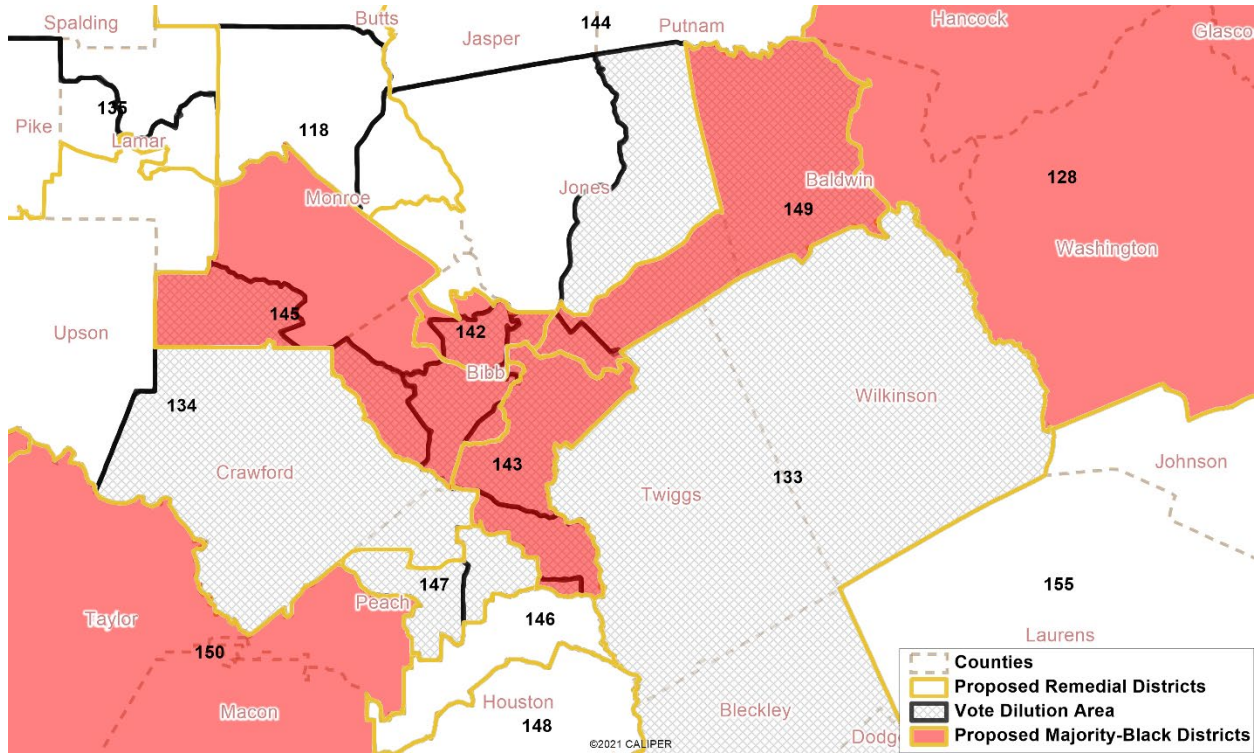 Spalding
Butts
Jasper
144
Putnam
Hancock
Glasco
135
Pike
Lamar
118
Monroe
Jones
Baldwin
149
128
Washington
Upson
145
142
Bibb
134
Crawford
143
Twiggs
Wilkinson
133
Johnson
147
Peach
146
155
Taylor
150
Laurens
Macon
Houston
148
Bleckley
Dodg
Counties
Proposed Remedial Districts
Vote Dilution Area
Proposed Majority-Black Districts
©2021 CALIPER